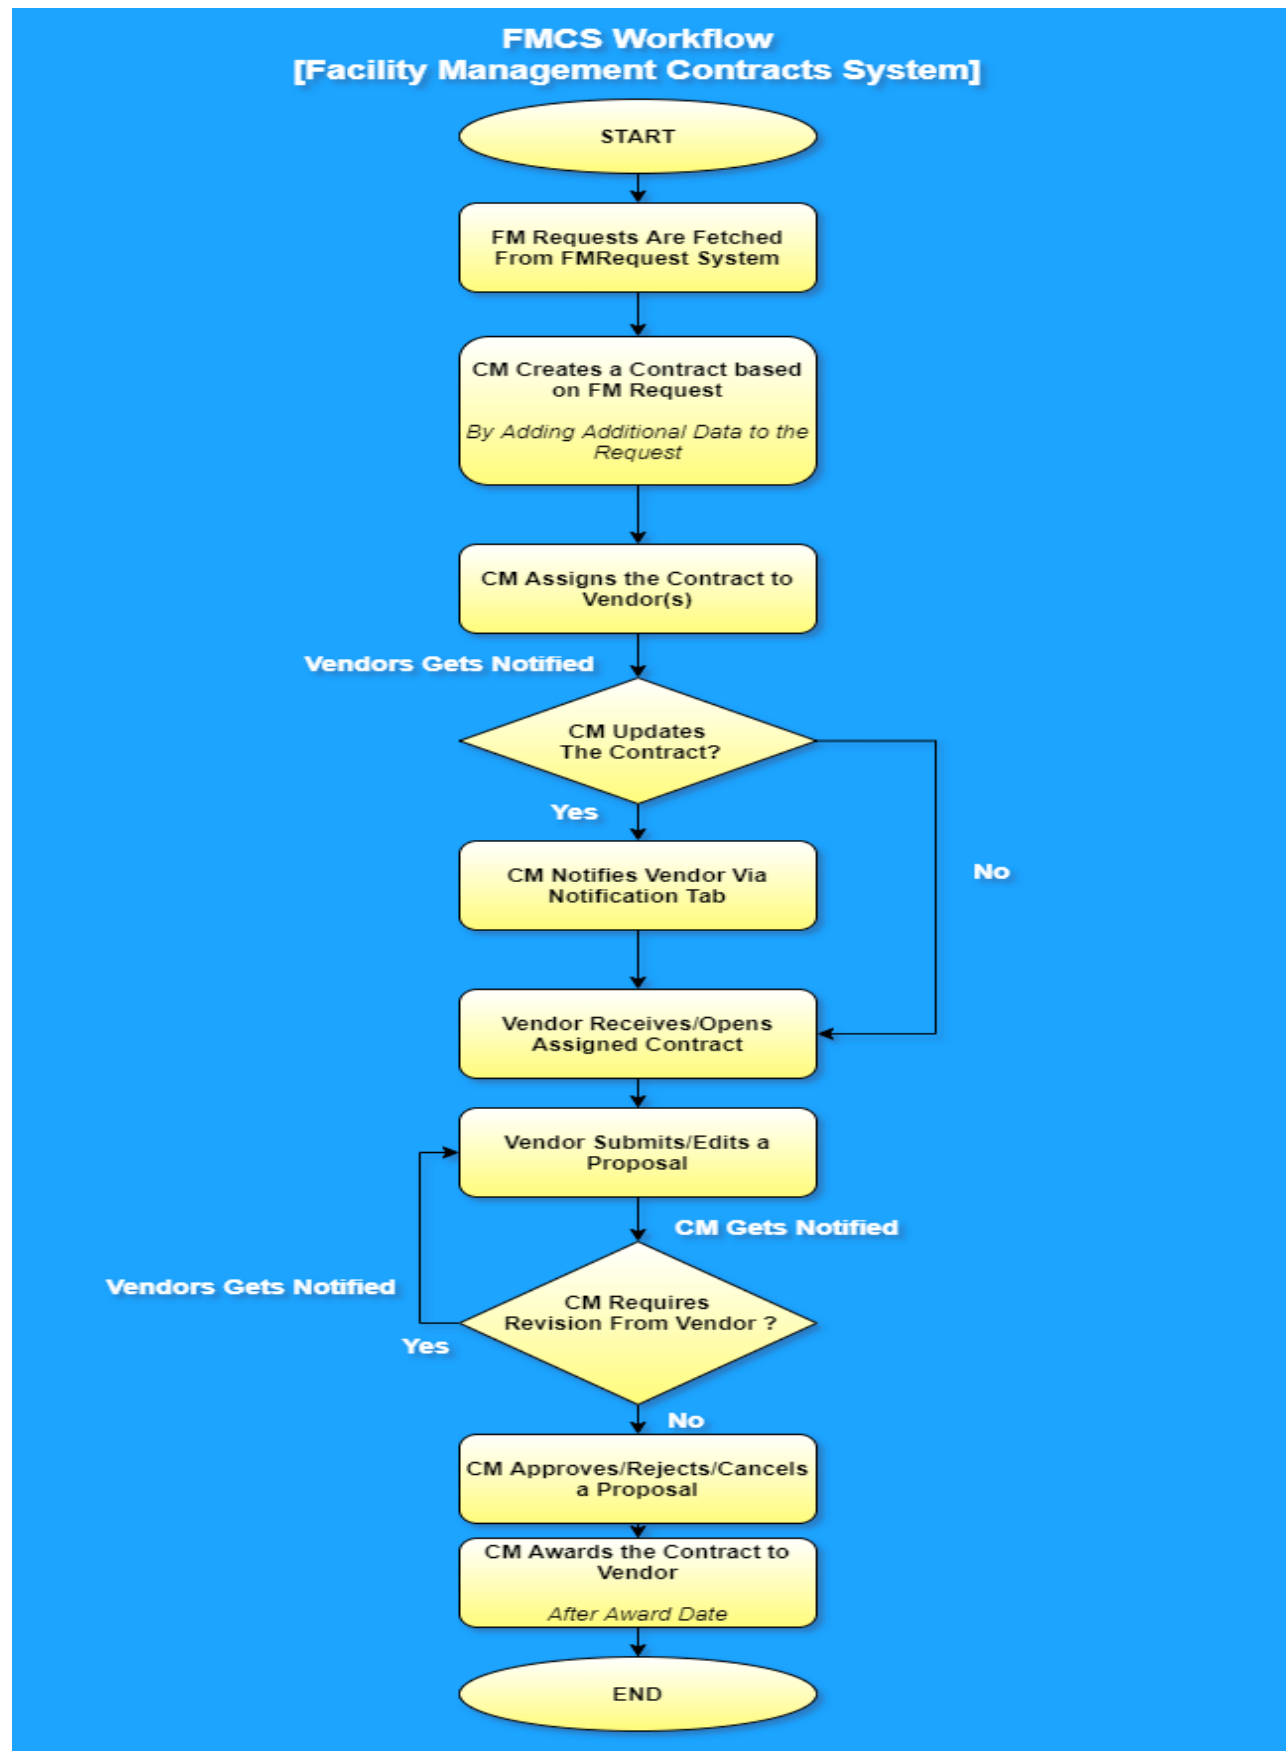 FMCS Workflow
[Facility Management Contracts System]
START
FM Requests Are Fetched
From FMRequest System
CM Creates a Contract based
on FM Request
By Adding Additional Data to the
Request
CM Assigns the Contract to
Vendor(s)
Vendors Gets Notified
CM Updates
The Contract?
Yes
No
CM Notifies Vendor Via
Notification Tab
Vendor Receives/Opens
Assigned Contract
Vendor Submits/Edits a
Proposal
CM Gets Notified
Vendors Gets Notified
CM Requires
Revision From Vendor ?
Yes
No
CM Approves/Rejects/Cancels
a Proposal
CM Awards the Contract to
Vendor
After Award Date
END